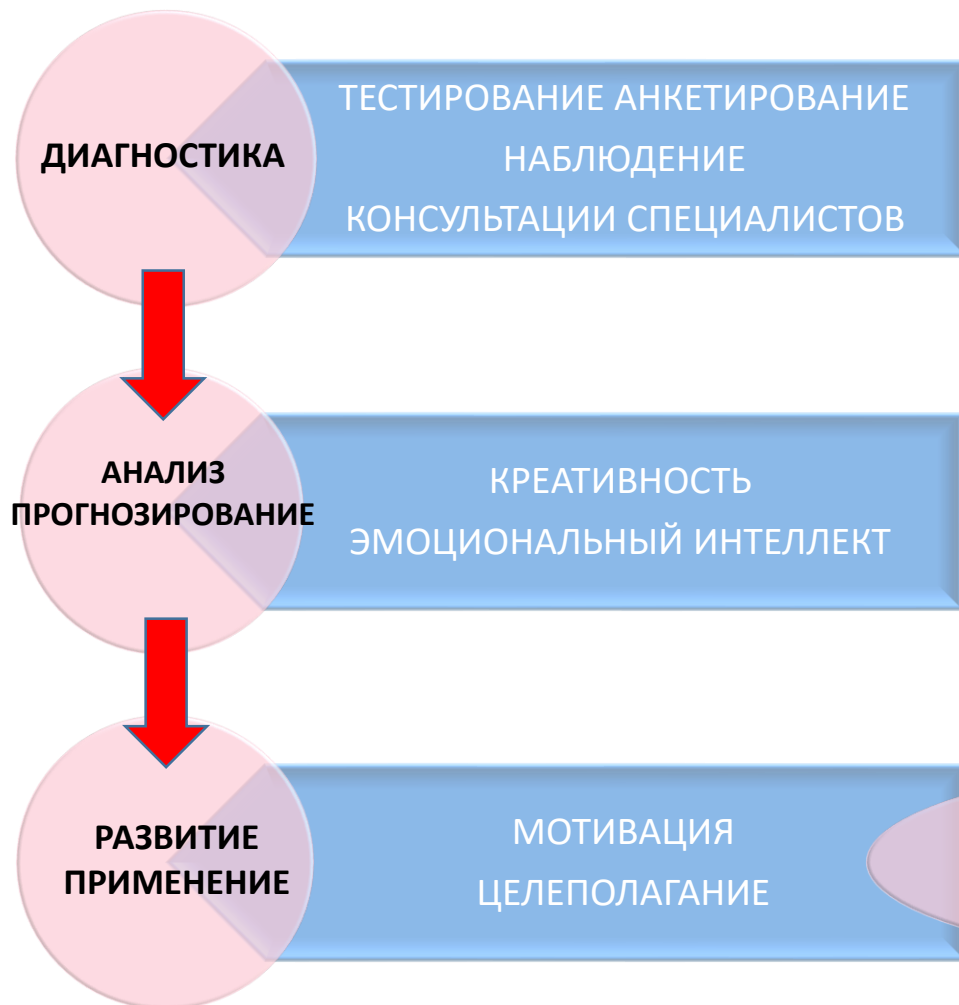 ДИАГНОСТИКА
ТЕСТИРОВАНИЕ АНКЕТИРОВАНИЕ
НАБЛЮДЕНИЕ
КОНСУЛЬТАЦИИ СПЕЦИАЛИСТОВ
АНАЛИЗ
ПРОГНОЗИРОВАНИЕ
КРЕАТИВНОСТЬ
ЭМОЦИОНАЛЬНЫЙ ИНТЕЛЛЕКТ
РАЗВИТИЕ
ПРИМЕНЕНИЕ
МОТИВАЦИЯ
ЦЕЛЕПОЛАГАНИЕ